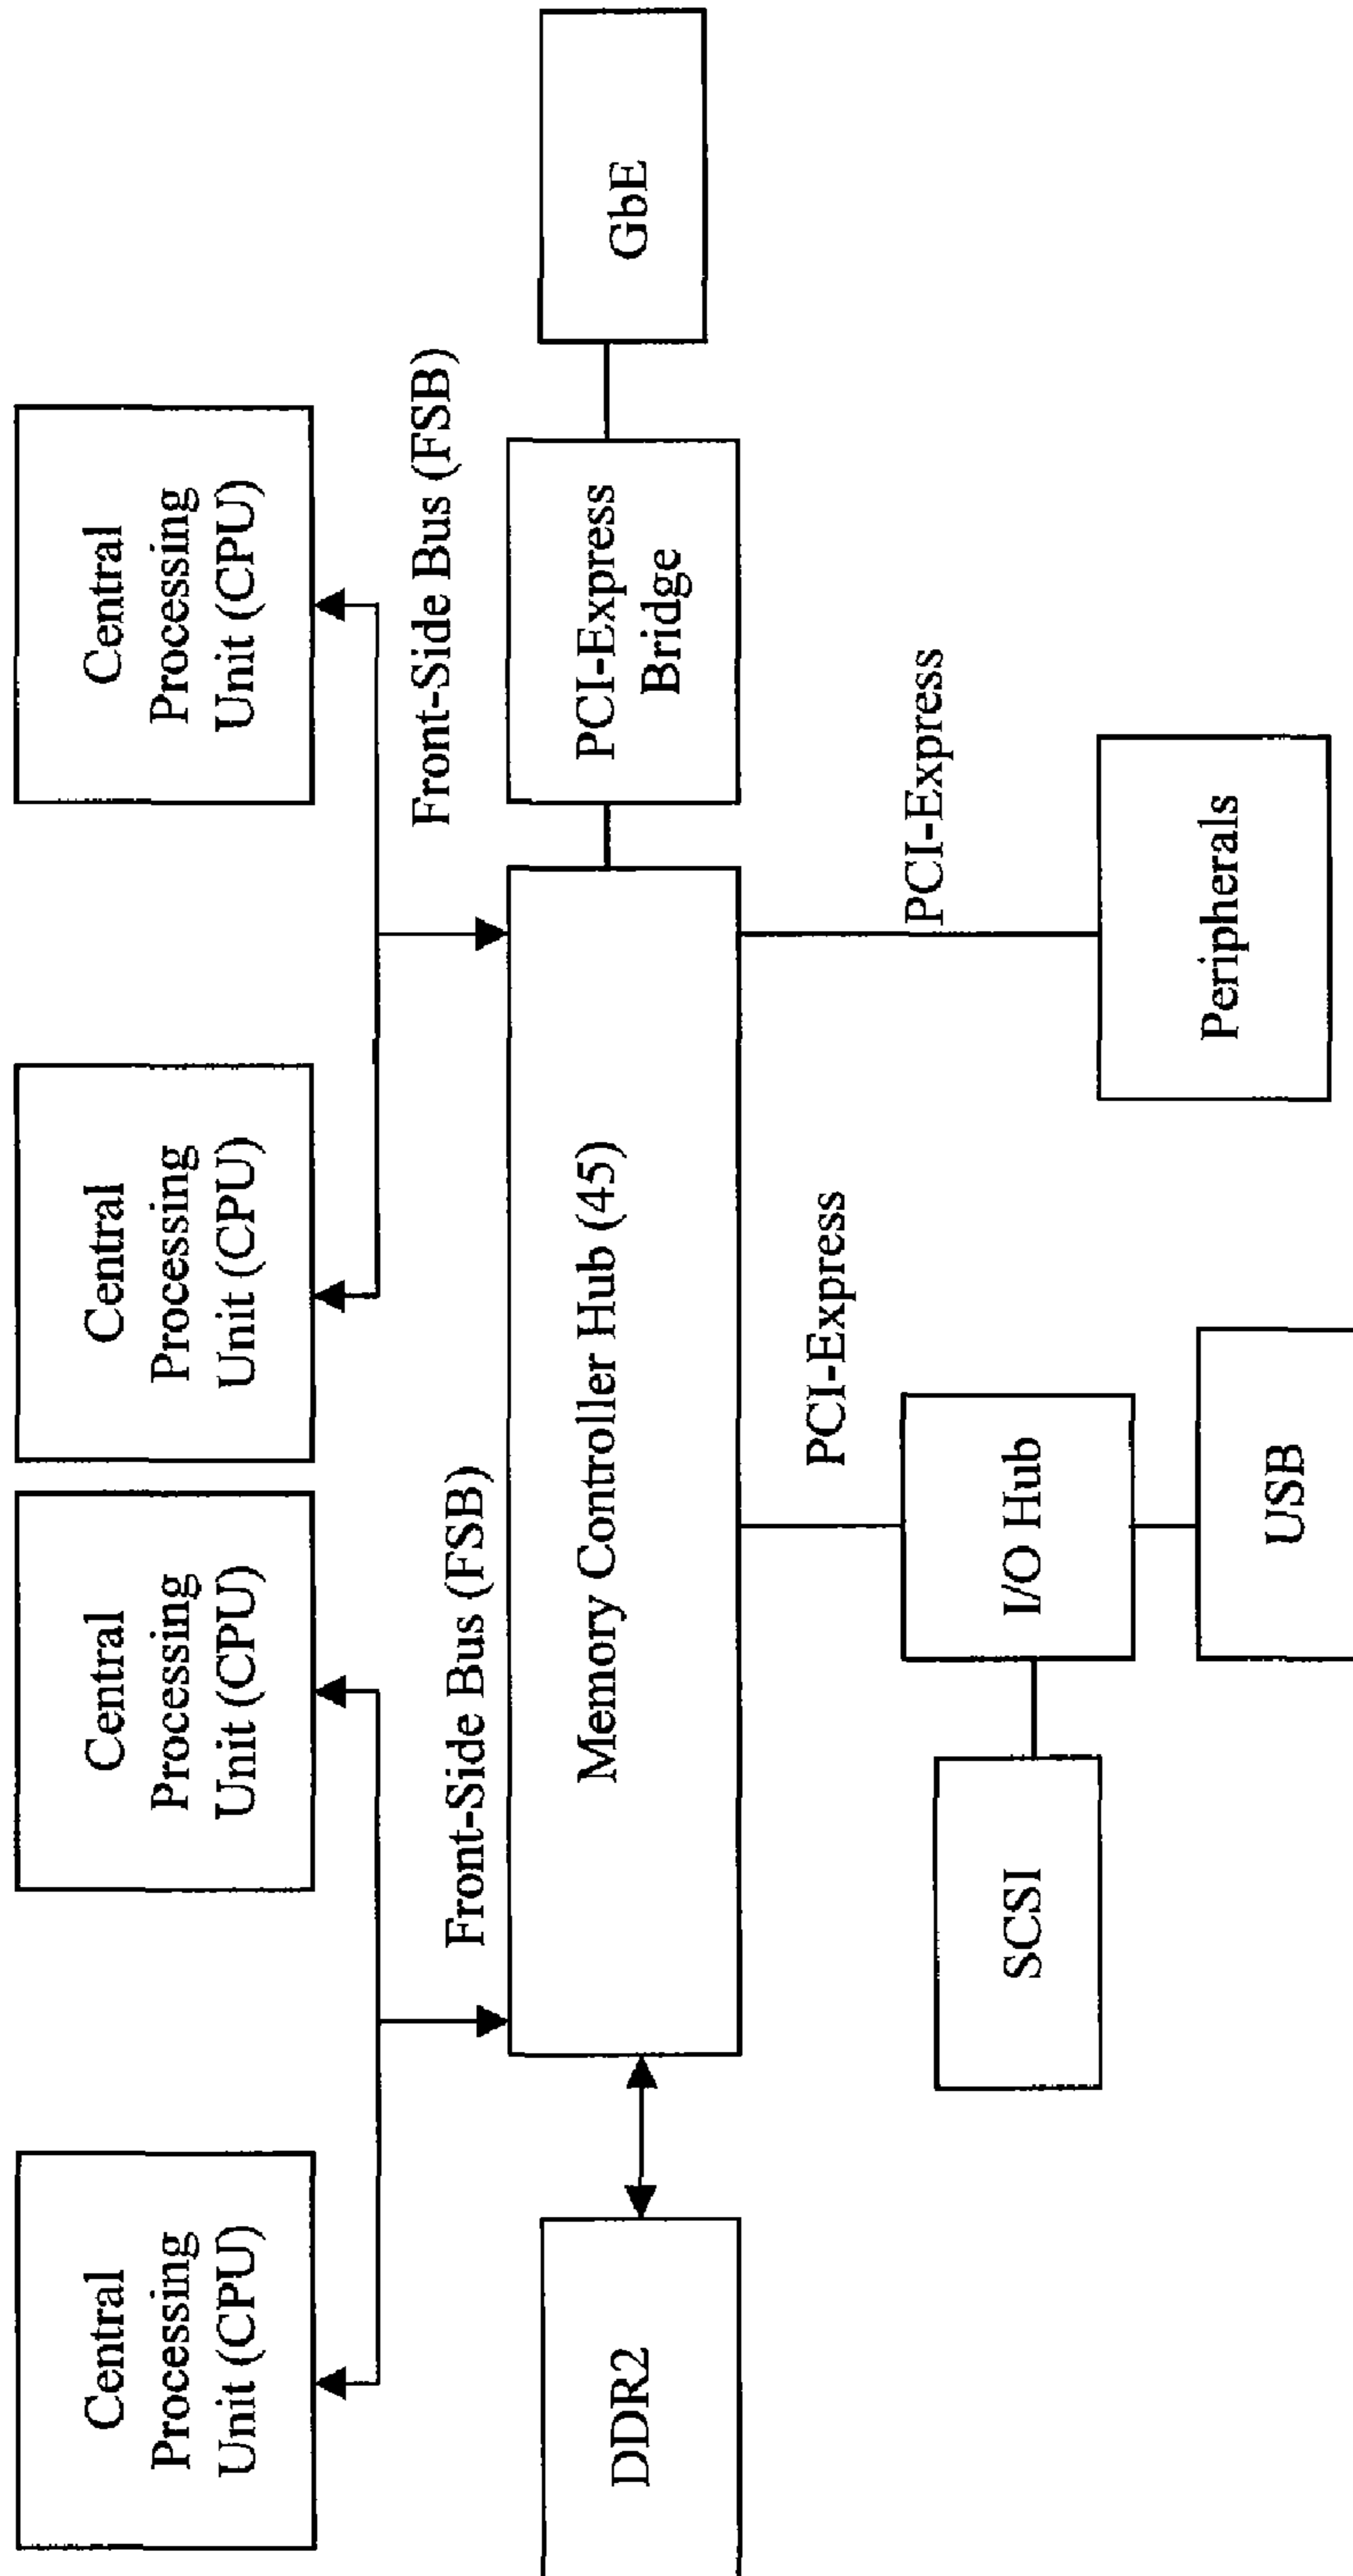 Central
Processing
Unit (CPU)
Central
Processing
Unit (CPU)
Central
Processing
Unit (CPU)
Central
Processing
Unit (CPU)
Front-Side Bus (FSB)
Front-Side Bus (FSB)
DDR2
Memory Controller Hub (45)
PCI-Express
Bridge
GbE
PCI-Express
PCI-Express
SCSI
I/O Hub
Peripherals
USB